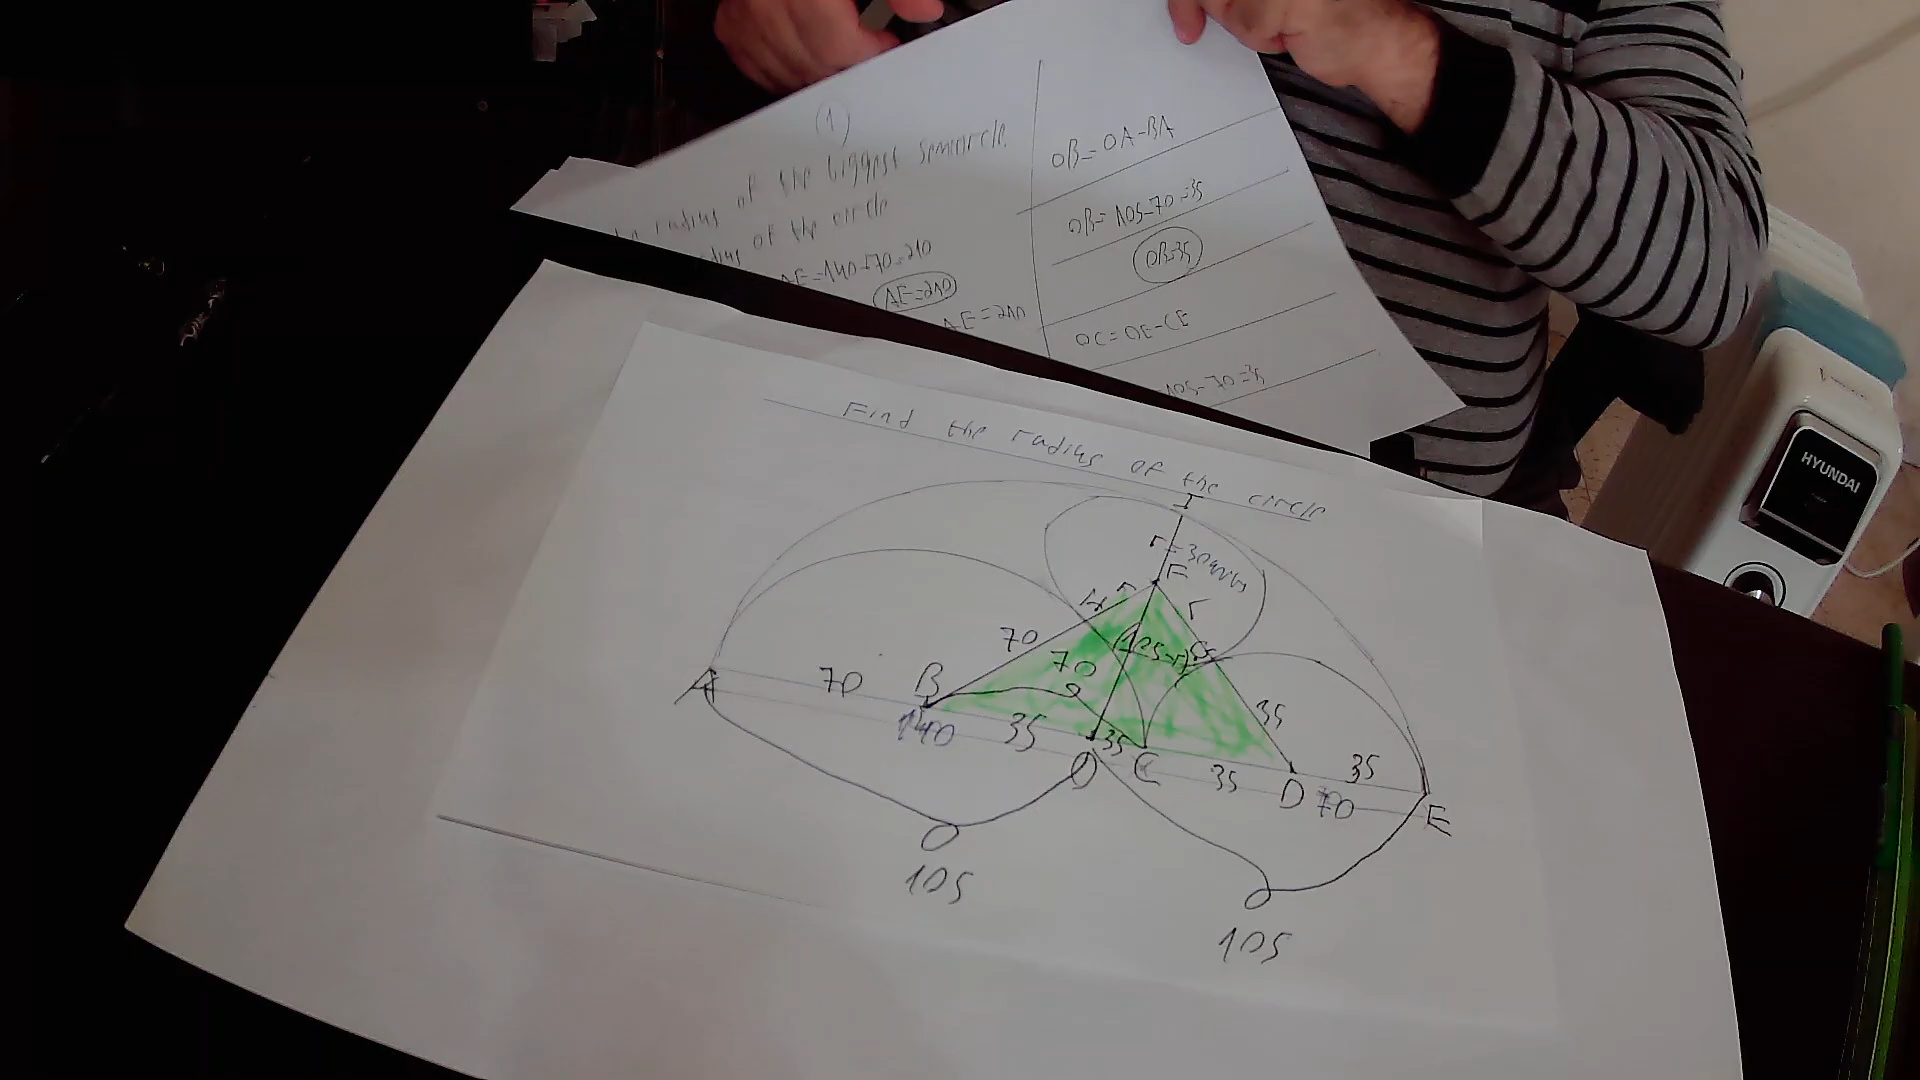 (1)
radius of the biggest semicircle
radius of the circle
AE=140+70=210
AE=210
AE=210
OB=OA-BA
OB=105-70=35
OB=35
OC=OE-CE
105-70=35
Find the radius of the circle
I
r=30
F
r
r
H
70
70
70
B
A
140
35
35
O
C
35
35
35
D
70
E
105
105
HYUNDAI